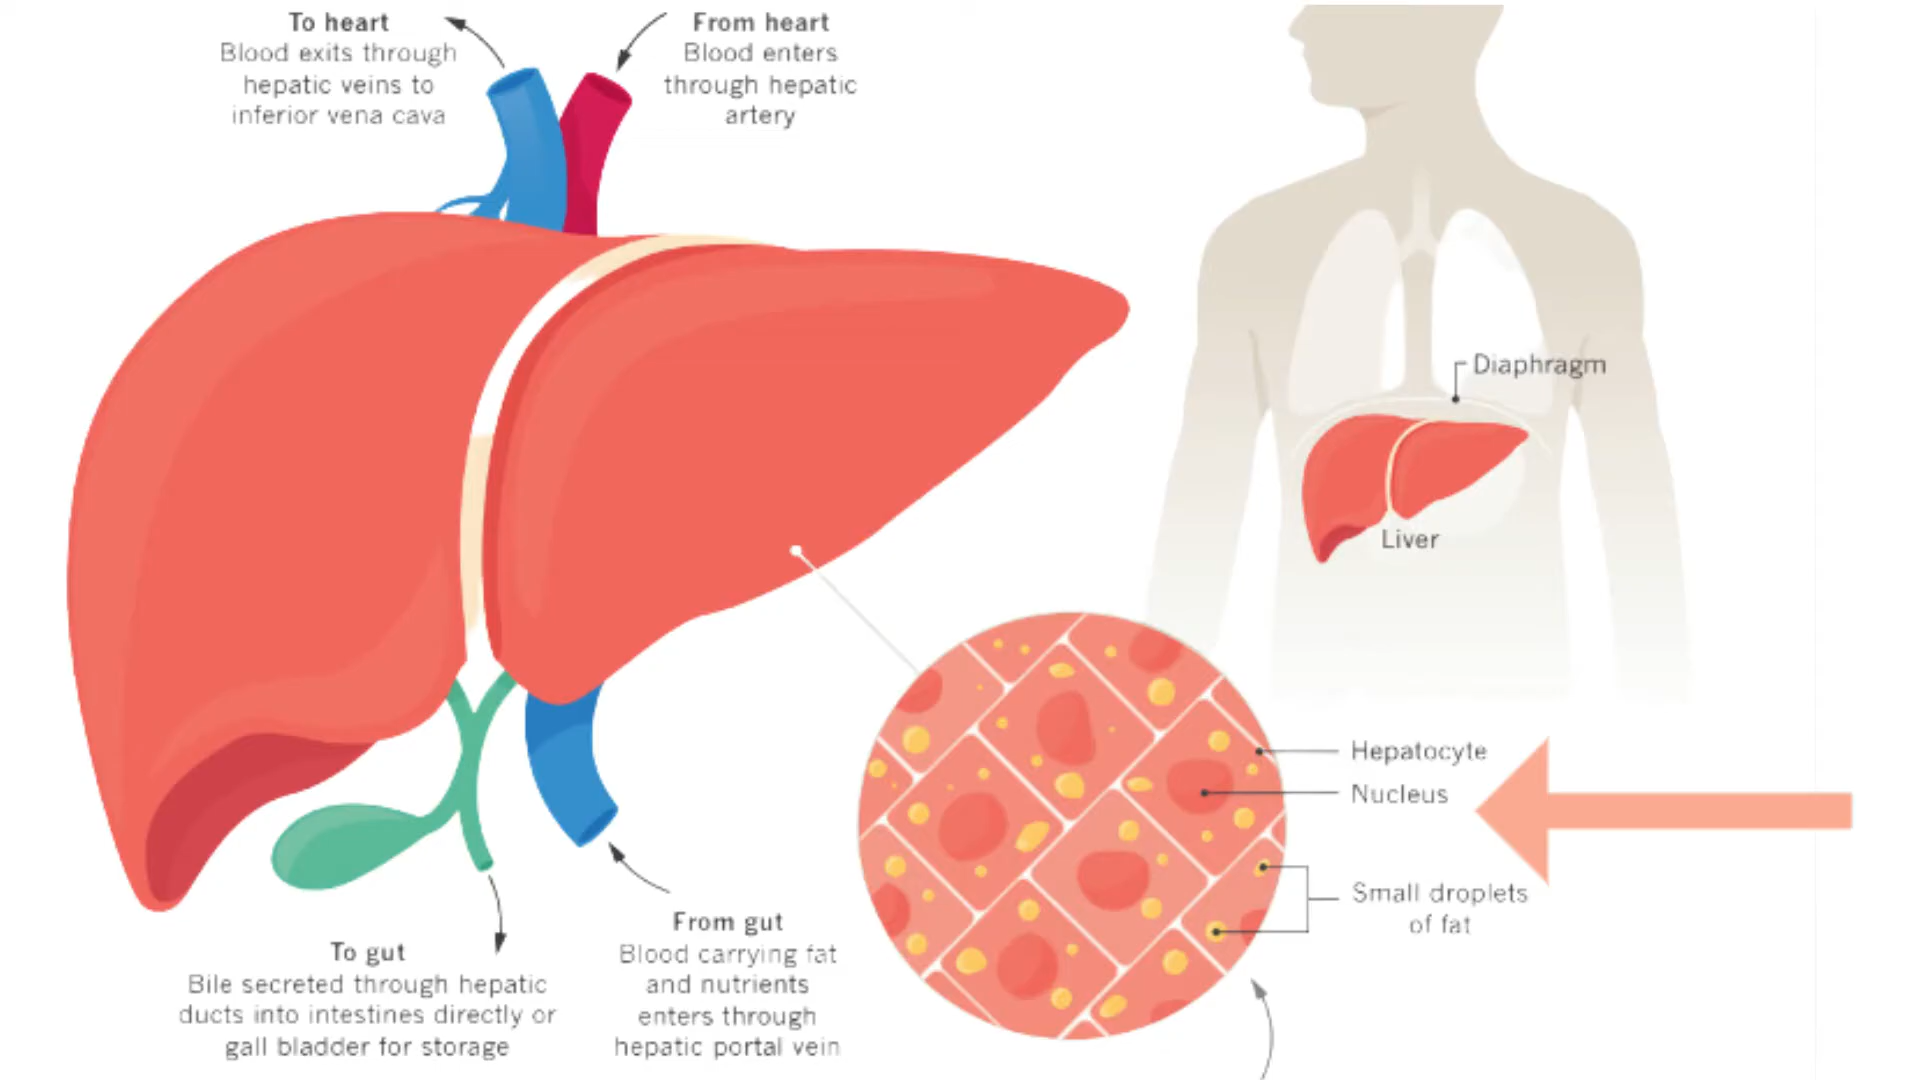 To heart
Blood exits through
hepatic veins to
inferior vena cava
From heart
Blood enters
through hepatic
artery
Diaphragm
Liver
Hepatocyte
Nucleus
Small droplets
of fat
From gut
Blood carrying fat
and nutrients
enters through
hepatic portal vein
To gut
Bile secreted through hepatic
ducts into intestines directly or
gall bladder for storage